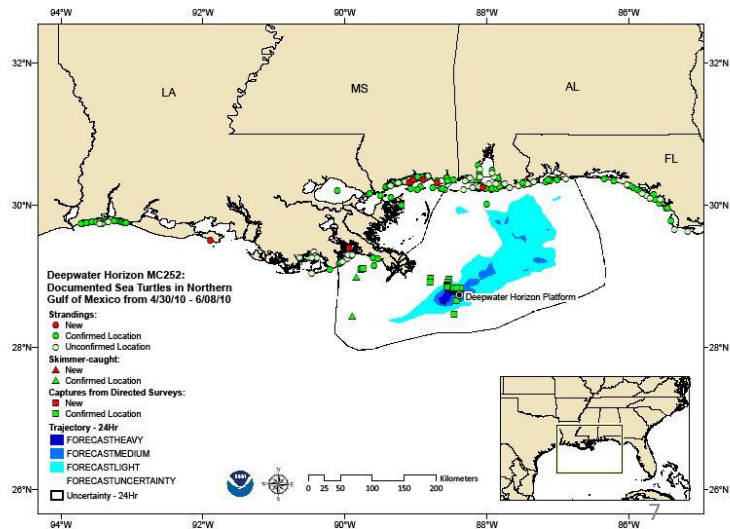 94°W 92°W 90°W 88°W 86°W
32°N 32°N
LA MS AL
FL
30°N 30°N
Deepwater Horizon MC252:
Documented Sea Turtles in Northern
Gulf of Mexico from 4/30/10 - 6/08/10
Strandings:
New
Confirmed Location
Unconfirmed Location
Skimmer-caught:
New
Confirmed Location
Captures from Directed Surveys:
New
Confirmed Location
Trajectory - 24Hr
FORECASTHEAVY
FORECASTMEDIUM
FORECASTLIGHT
FORECASTUNCERTAINTY
Uncertainty - 24Hr
Deepwater Horizon Platform
28°N 28°N
Kilometers
0 25 50 100 150 200
26°N 26°N
7
94°W 92°W 90°W 88°W 86°W